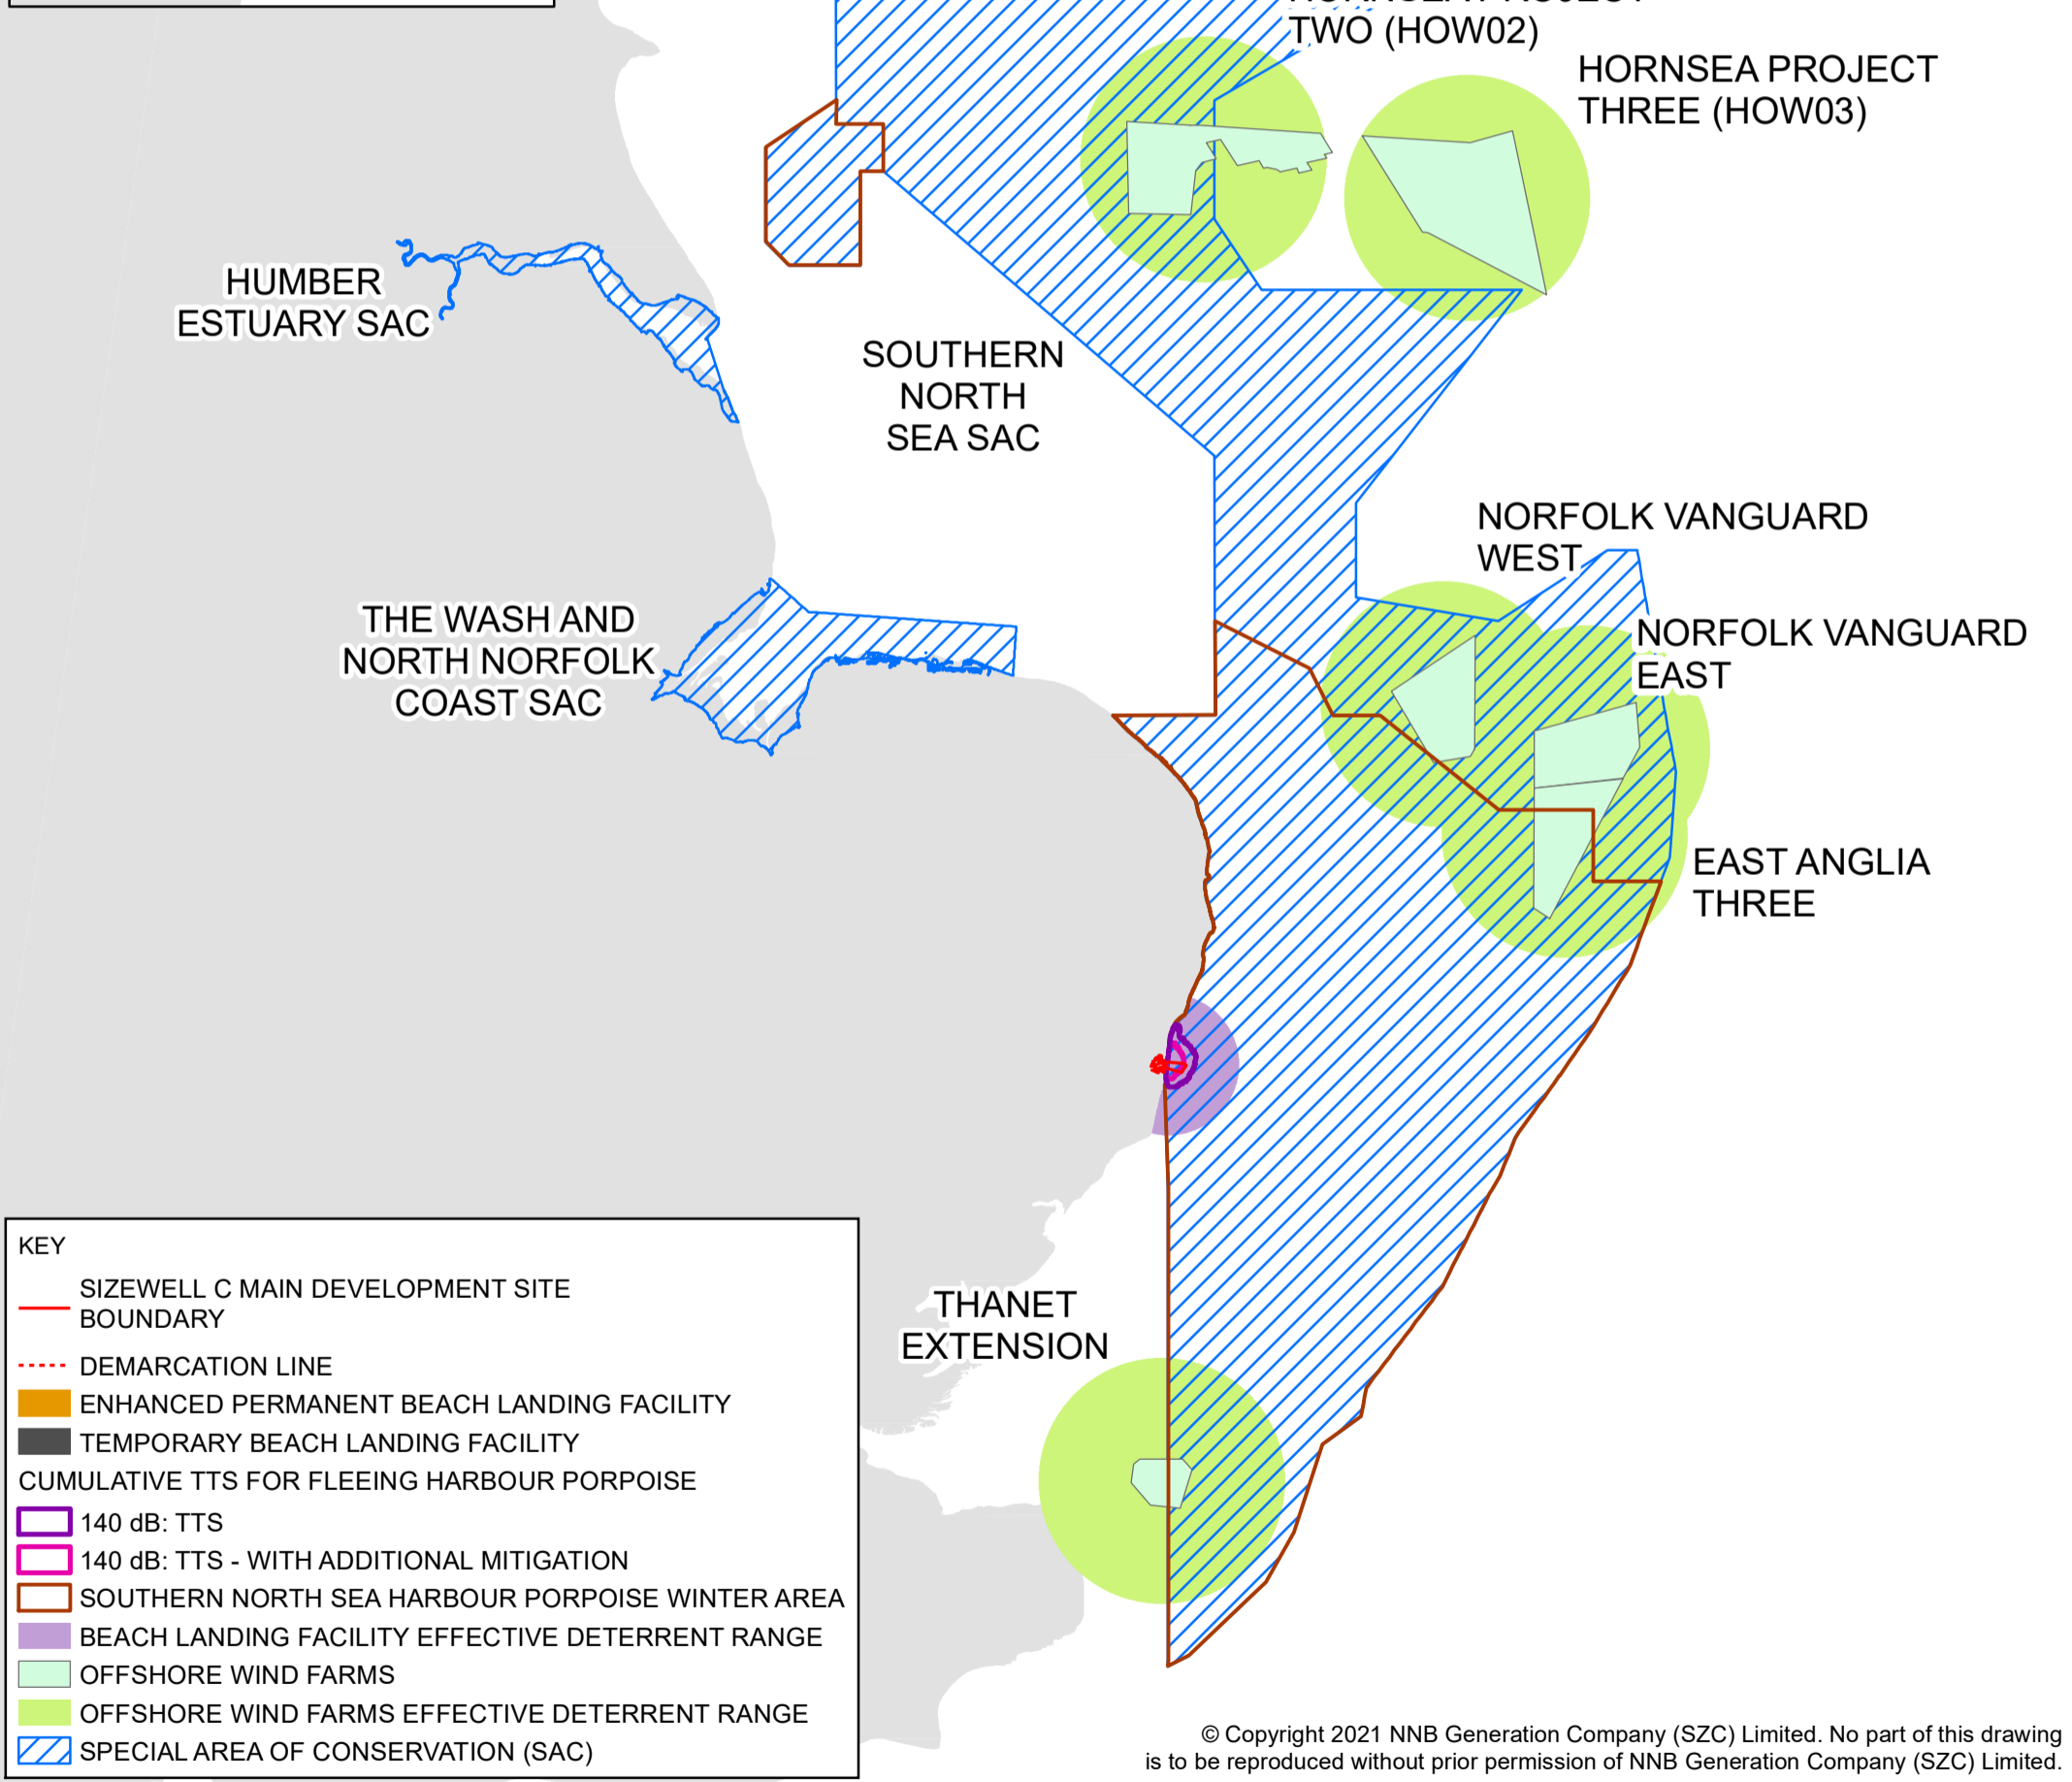 TWO (HOW02)
HORNSEA PROJECT
THREE (HOW03)
HUMBER
ESTUARY SAC
SOUTHERN
NORTH
SEA SAC
NORFOLK VANGUARD
WEST
THE WASH AND
NORTH NORFOLK
COAST SAC
NORFOLK VANGUARD
EAST
EAST ANGLIA
THREE
THANET
EXTENSION
KEY
SIZEWELL C MAIN DEVELOPMENT SITE
BOUNDARY
DEMARCATION LINE
ENHANCED PERMANENT BEACH LANDING FACILITY
TEMPORARY BEACH LANDING FACILITY
CUMULATIVE TTS FOR FLEEING HARBOUR PORPOISE
140 dB: TTS
140 dB: TTS - WITH ADDITIONAL MITIGATION
SOUTHERN NORTH SEA HARBOUR PORPOISE WINTER AREA
BEACH LANDING FACILITY EFFECTIVE DETERRENT RANGE
OFFSHORE WIND FARMS
OFFSHORE WIND FARMS EFFECTIVE DETERRENT RANGE
SPECIAL AREA OF CONSERVATION (SAC)
© Copyright 2021 NNB Generation Company (SZC) Limited. No part of this drawing
is to be reproduced without prior permission of NNB Generation Company (SZC) Limited.